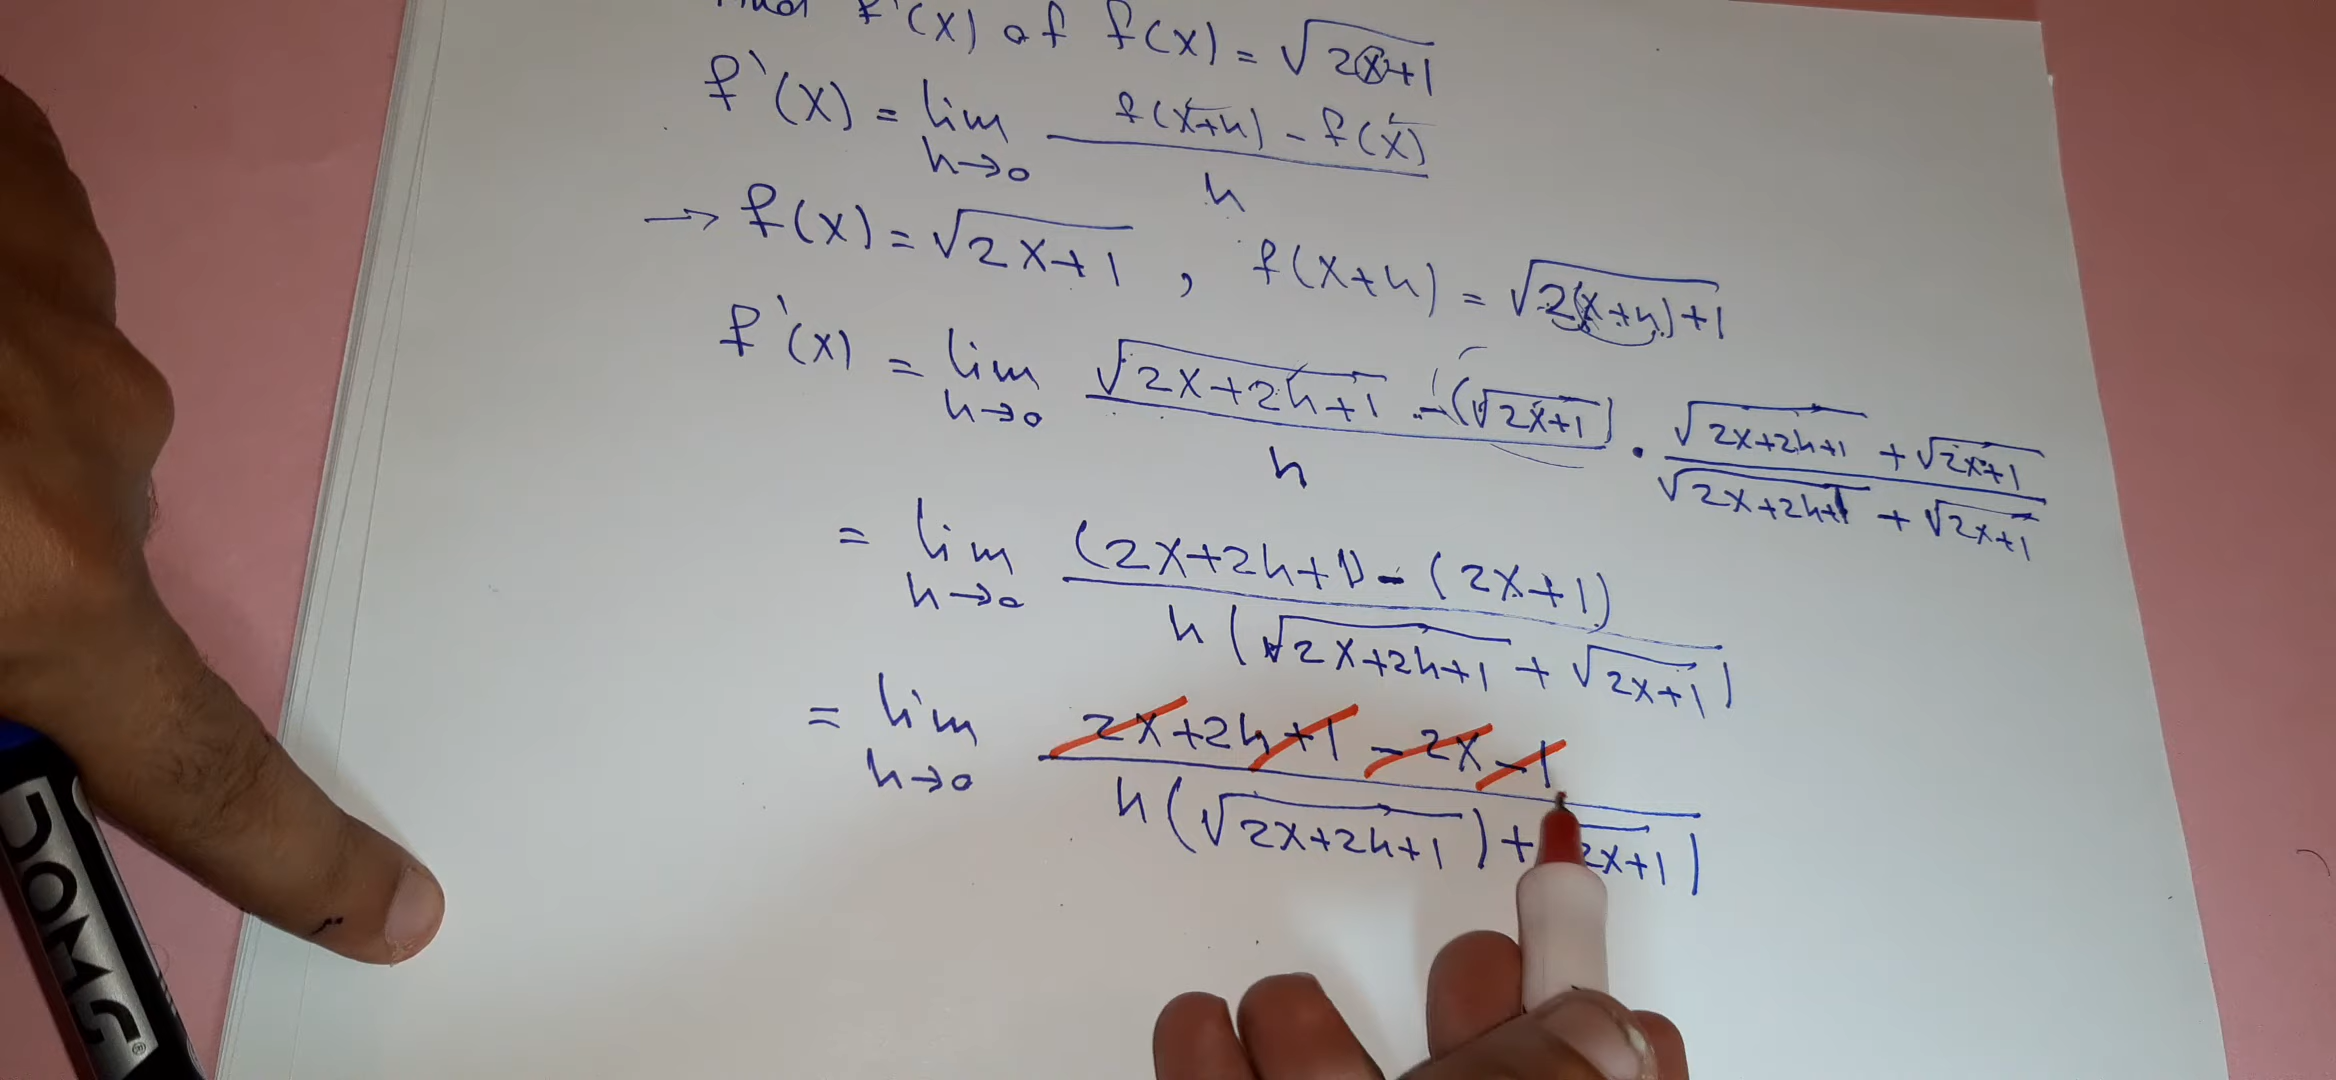 Find f'(x) of f(x) = √2x+1
f'(x) = lim h→0 f(x+h) - f(x) / h
→ f(x) = √2x+1 , f(x+h) = √2(x+h)+1
f'(x) = lim h→0 √2x+2h+1 - (√2x+1) / h · √2x+2h+1 + √2x+1 / √2x+2h+1 + √2x+1
= lim h→0 (2x+2h+1) - (2x+1) / h(√2x+2h+1 + √2x+1)
= lim h→0 2x+2h+1 - 2x - 1 / h(√2x+2h+1) + 2x+1)
DOMS